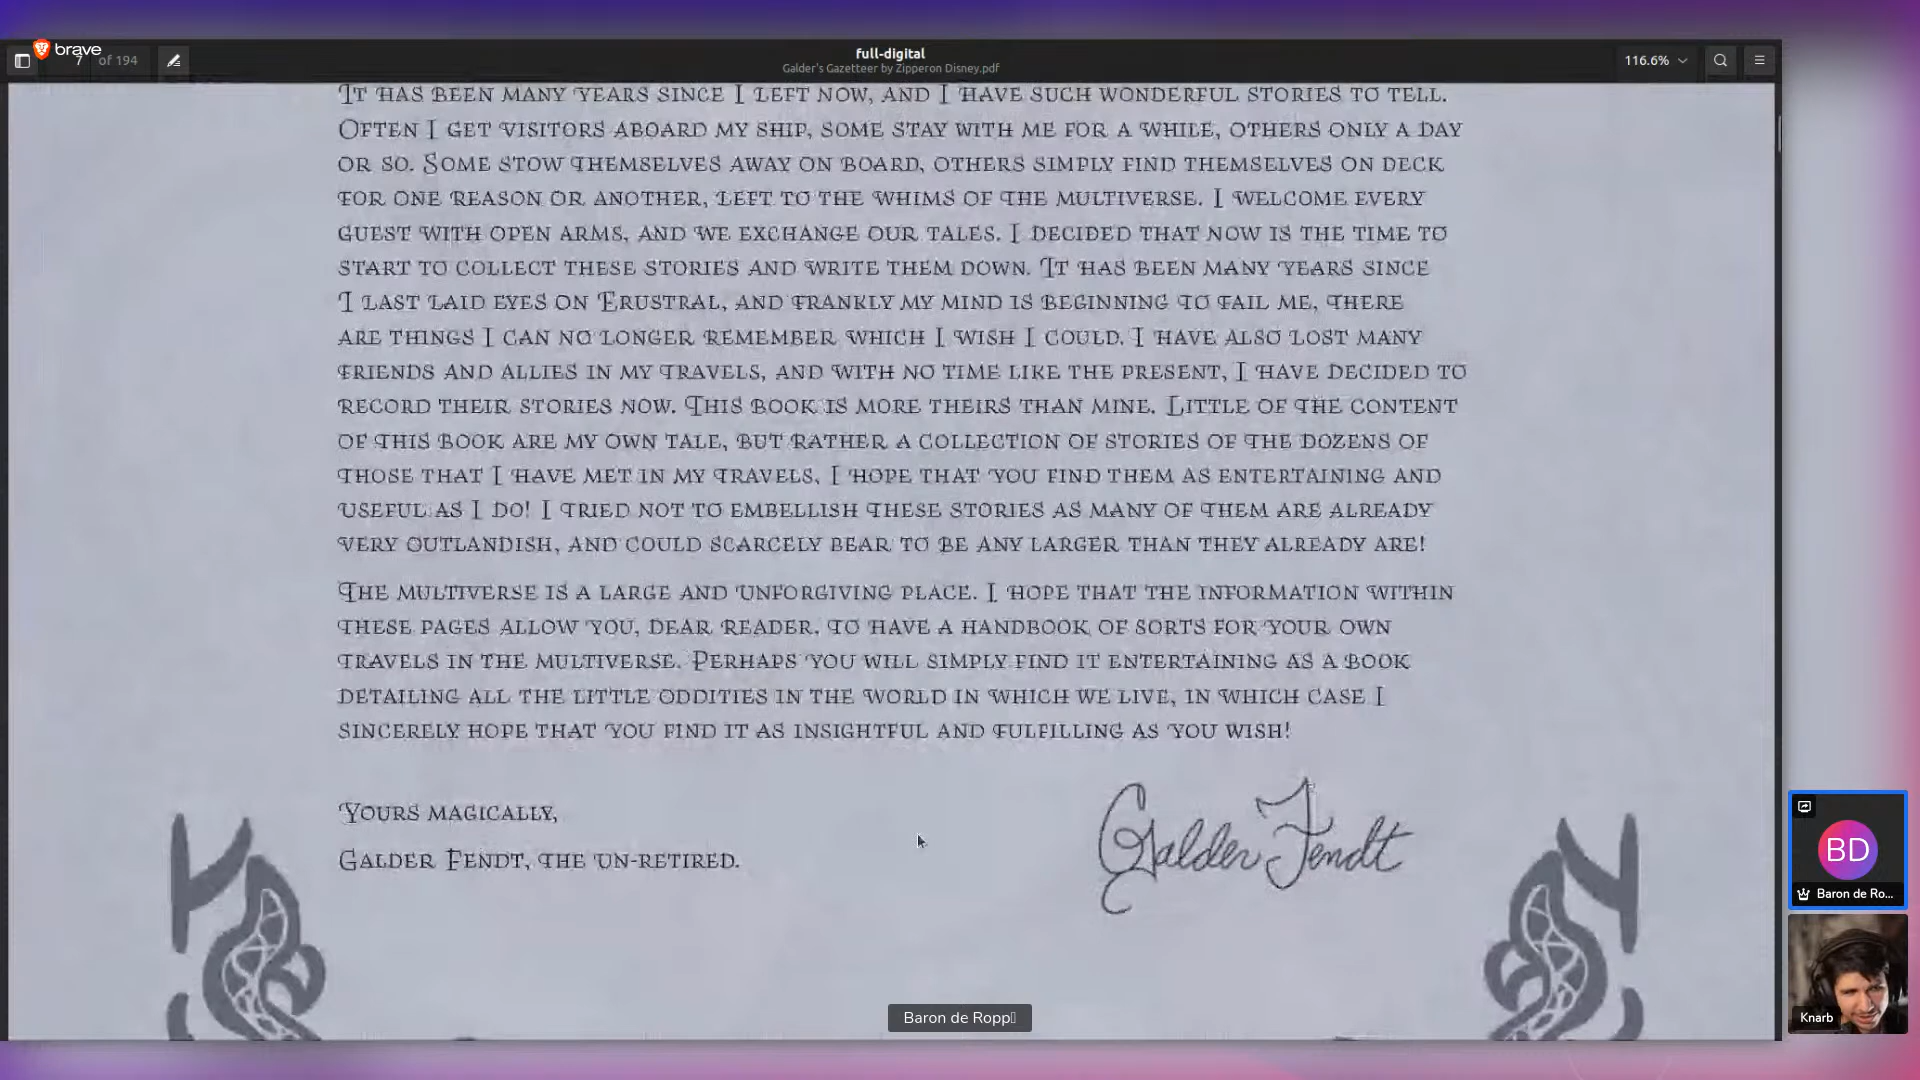 brave
7 of 194
full-digital
Galder's Gazetteer by Zipperon Disney.pdf
116.6%
It has been many years since I left now, and I have such wonderful stories to tell.
Often I get visitors aboard my ship, some stay with me for a while, others only a day
or so. Some stow themselves away on board, others simply find themselves on deck
for one reason or another, left to the whims of the multiverse. I welcome every
guest with open arms, and we exchange our tales. I decided that now is the time to
start to collect these stories and write them down. It has been many years since
I last laid eyes on Erustral, and frankly my mind is beginning to fail me, there
are things I can no longer remember which I wish I could. I have also lost many
friends and allies in my travels, and with no time like the present, I have decided to
record their stories now. This book is more theirs than mine. Little of the content
of this book are my own tale, but rather a collection of stories of the dozens of
those that I have met in my travels, I hope that you find them as entertaining and
useful as I do! I tried not to embellish these stories as many of them are already
very outlandish, and could scarcely bear to be any larger than they already are!
The multiverse is a large and unforgiving place. I hope that the information within
these pages allow you, dear reader, to have a handbook of sorts for your own
travels in the multiverse. Perhaps you will simply find it entertaining as a book
detailing all the little oddities in the world in which we live, in which case I
sincerely hope that you find it as insightful and fulfilling as you wish!
Yours magically,
Galder Fendt, the un-retired.
Galder Fendt
BD
Baron de Ro...
Knarb
Baron de Ropp